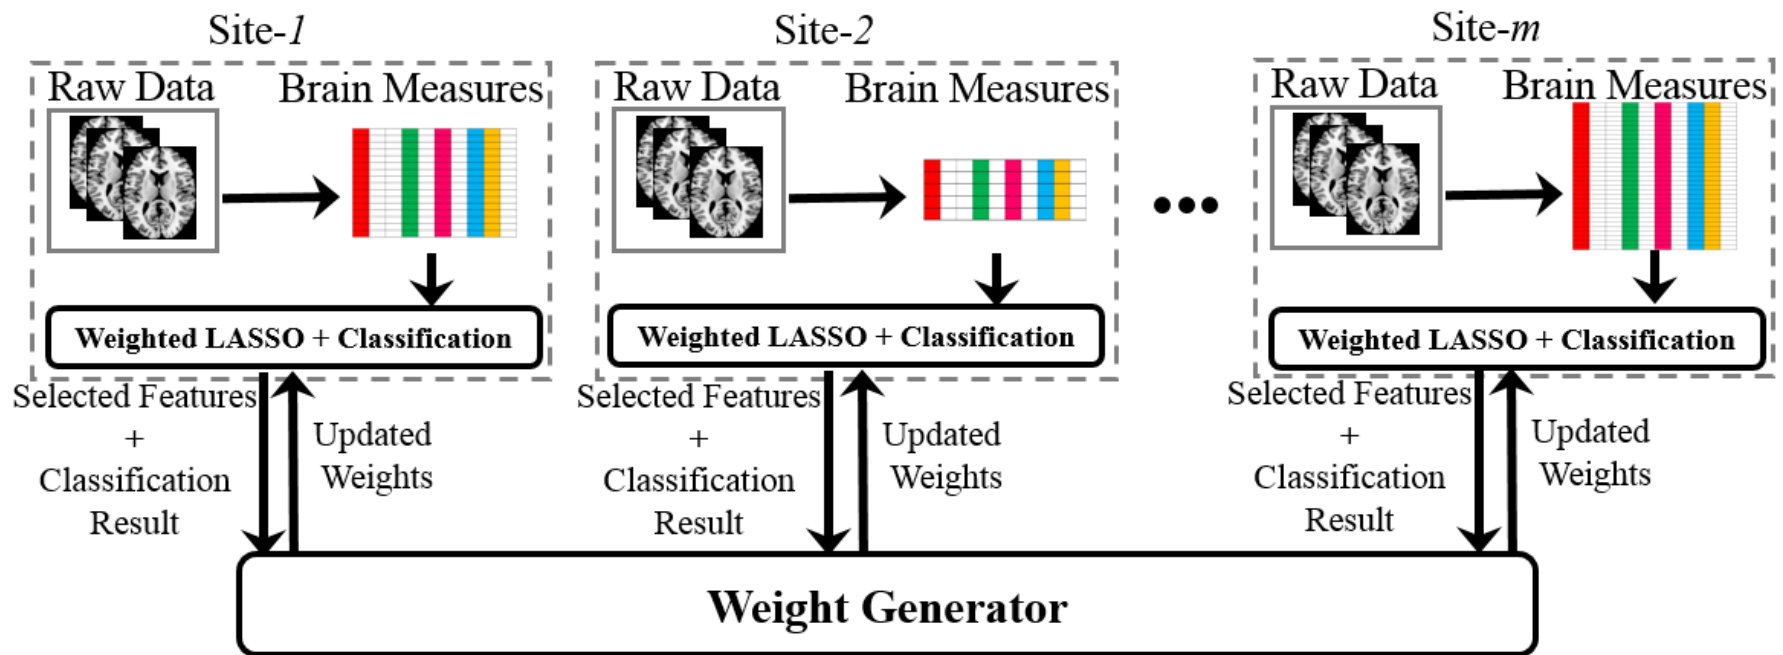 Site-1
Raw Data
Brain Measures
Weighted LASSO + Classification
Selected Features
+
Classification
Result
Updated
Weights
Site-2
Raw Data
Brain Measures
Weighted LASSO + Classification
Selected Features
+
Classification
Result
Updated
Weights
Site-m
Raw Data
Brain Measures
Weighted LASSO + Classification
Selected Features
+
Classification
Result
Updated
Weights
Weight Generator